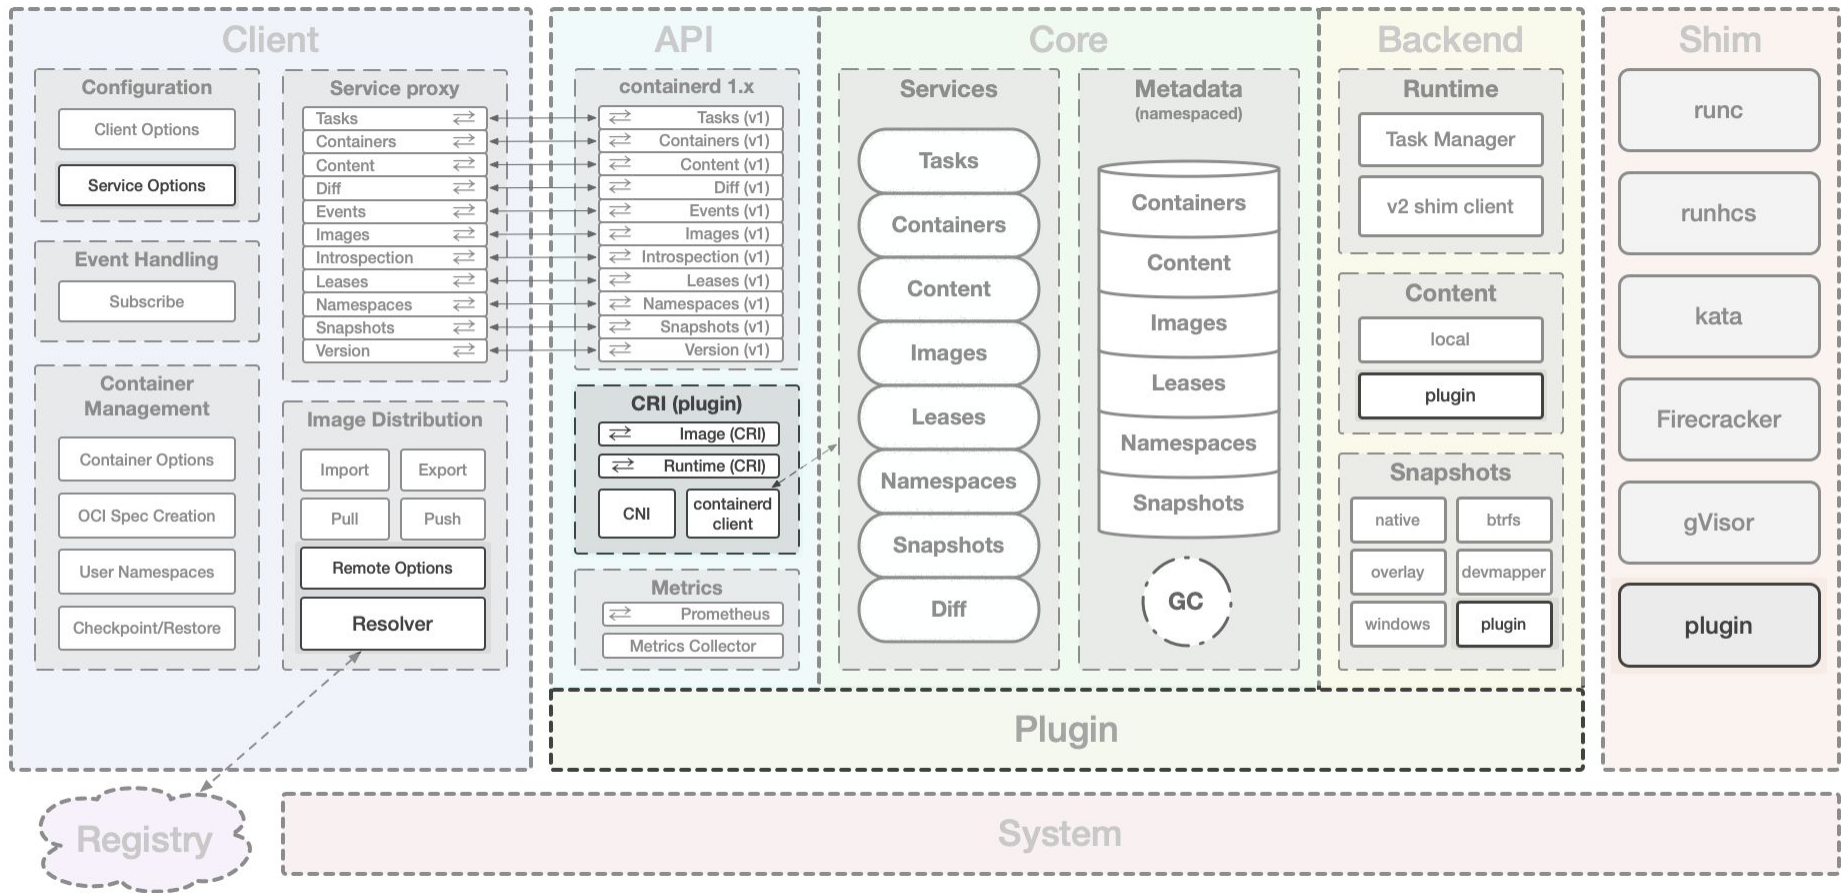 Client
Configuration
Client Options
Service Options
Event Handling
Subscribe
Container
Management
Container Options
OCI Spec Creation
User Namespaces
Checkpoint/Restore
Service proxy
Tasks
Containers
Content
Diff
Events
Images
Introspection
Leases
Namespaces
Snapshots
Version
Image Distribution
Import
Export
Pull
Push
Remote Options
Resolver
API
containerd 1.x
Tasks (v1)
Containers (v1)
Content (v1)
Diff (v1)
Events (v1)
Images (v1)
Introspection (v1)
Leases (v1)
Namespaces (v1)
Snapshots (v1)
Version (v1)
CRI (plugin)
Image (CRI)
Runtime (CRI)
CNI
containerd
client
Metrics
Prometheus
Metrics Collector
Core
Services
Tasks
Containers
Content
Images
Leases
Namespaces
Snapshots
Diff
Metadata
(namespaced)
Containers
Content
Images
Leases
Namespaces
Snapshots
GC
Backend
Runtime
Task Manager
v2 shim client
Content
local
plugin
Snapshots
native
btrfs
overlay
devmapper
windows
plugin
Shim
runc
runhcs
kata
Firecracker
gVisor
plugin
Plugin
Registry
System